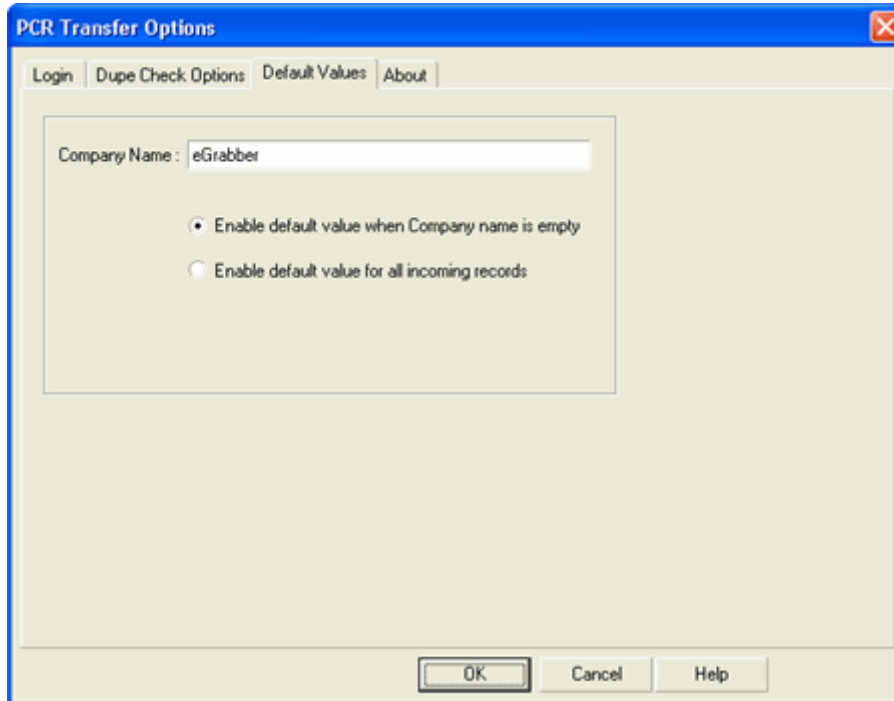 PCR Transfer Options
Login Dupe Check Options Default Values About
Company Name : eGrabber
Enable default value when Company name is empty
Enable default value for all incoming records
OK Cancel Help